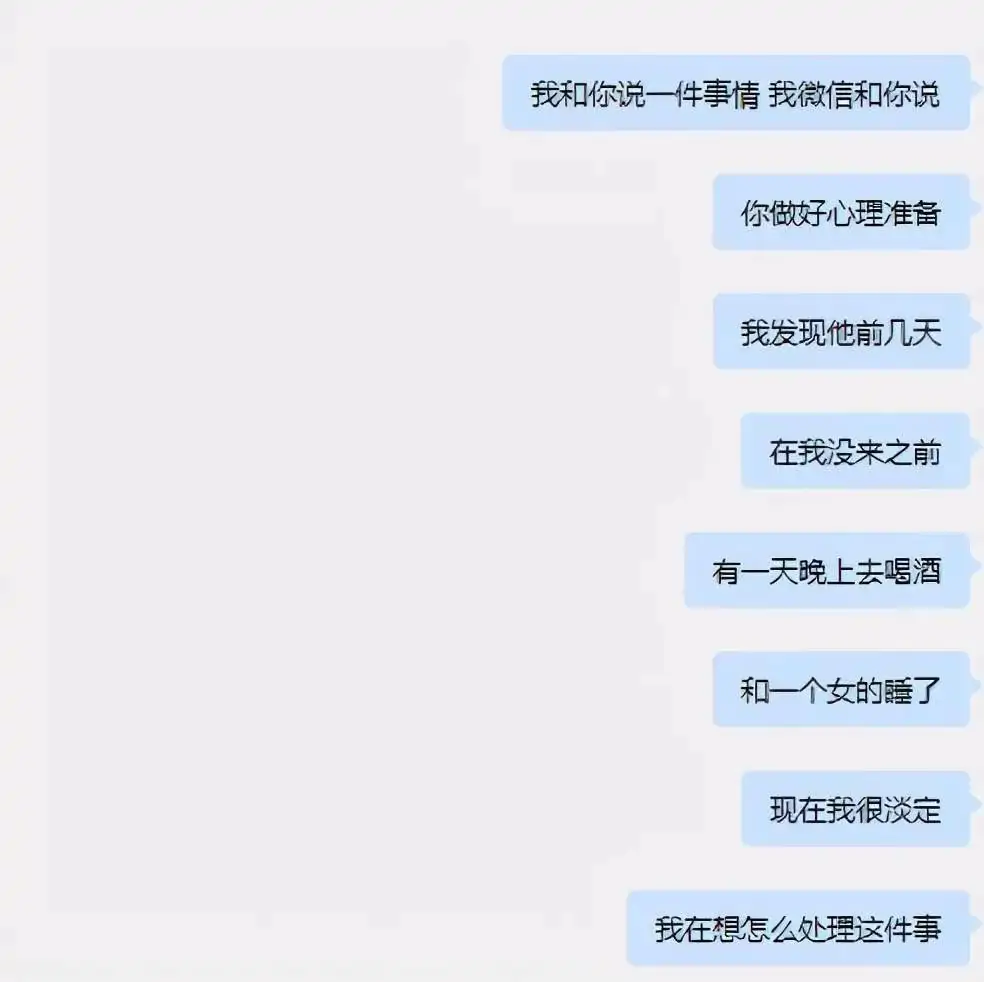 我和你说一件事情 我微信和你说
你做好心理准备
我发现他前几天
在我没来之前
有一天晚上去喝酒
和一个女的睡了
现在我很淡定
我在想怎么处理这件事